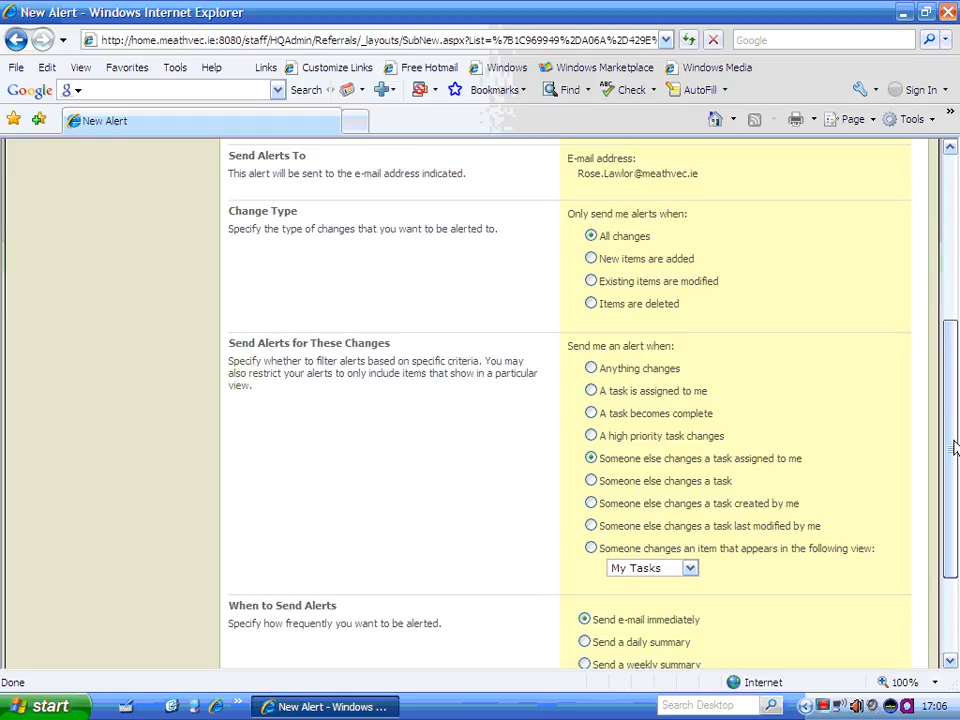 New Alert - Windows Internet Explorer
http://home.meathvec.ie:8080/staff/HQAdmin/Referrals/_layouts/SubNew.aspx?List=%7B1C969949%2DA06A%2D429E%
Google
File Edit View Favorites Tools Help Links Customize Links Free Hotmail Windows Windows Marketplace Windows Media
Google Search Bookmarks Find Check AutoFill Sign In
New Alert Page Tools
Send Alerts To
This alert will be sent to the e-mail address indicated.
E-mail address:
Rose.Lawlor@meathvec.ie
Change Type
Specify the type of changes that you want to be alerted to.
Only send me alerts when:
All changes
New items are added
Existing items are modified
Items are deleted
Send Alerts for These Changes
Specify whether to filter alerts based on specific criteria. You may
also restrict your alerts to only include items that show in a particular
view.
Send me an alert when:
Anything changes
A task is assigned to me
A task becomes complete
A high priority task changes
Someone else changes a task assigned to me
Someone else changes a task
Someone else changes a task created by me
Someone else changes a task last modified by me
Someone changes an item that appears in the following view:
My Tasks
When to Send Alerts
Specify how frequently you want to be alerted.
Send e-mail immediately
Send a daily summary
Send a weekly summary
Done Internet 100%
start New Alert - Windows ... Search Desktop 17:06